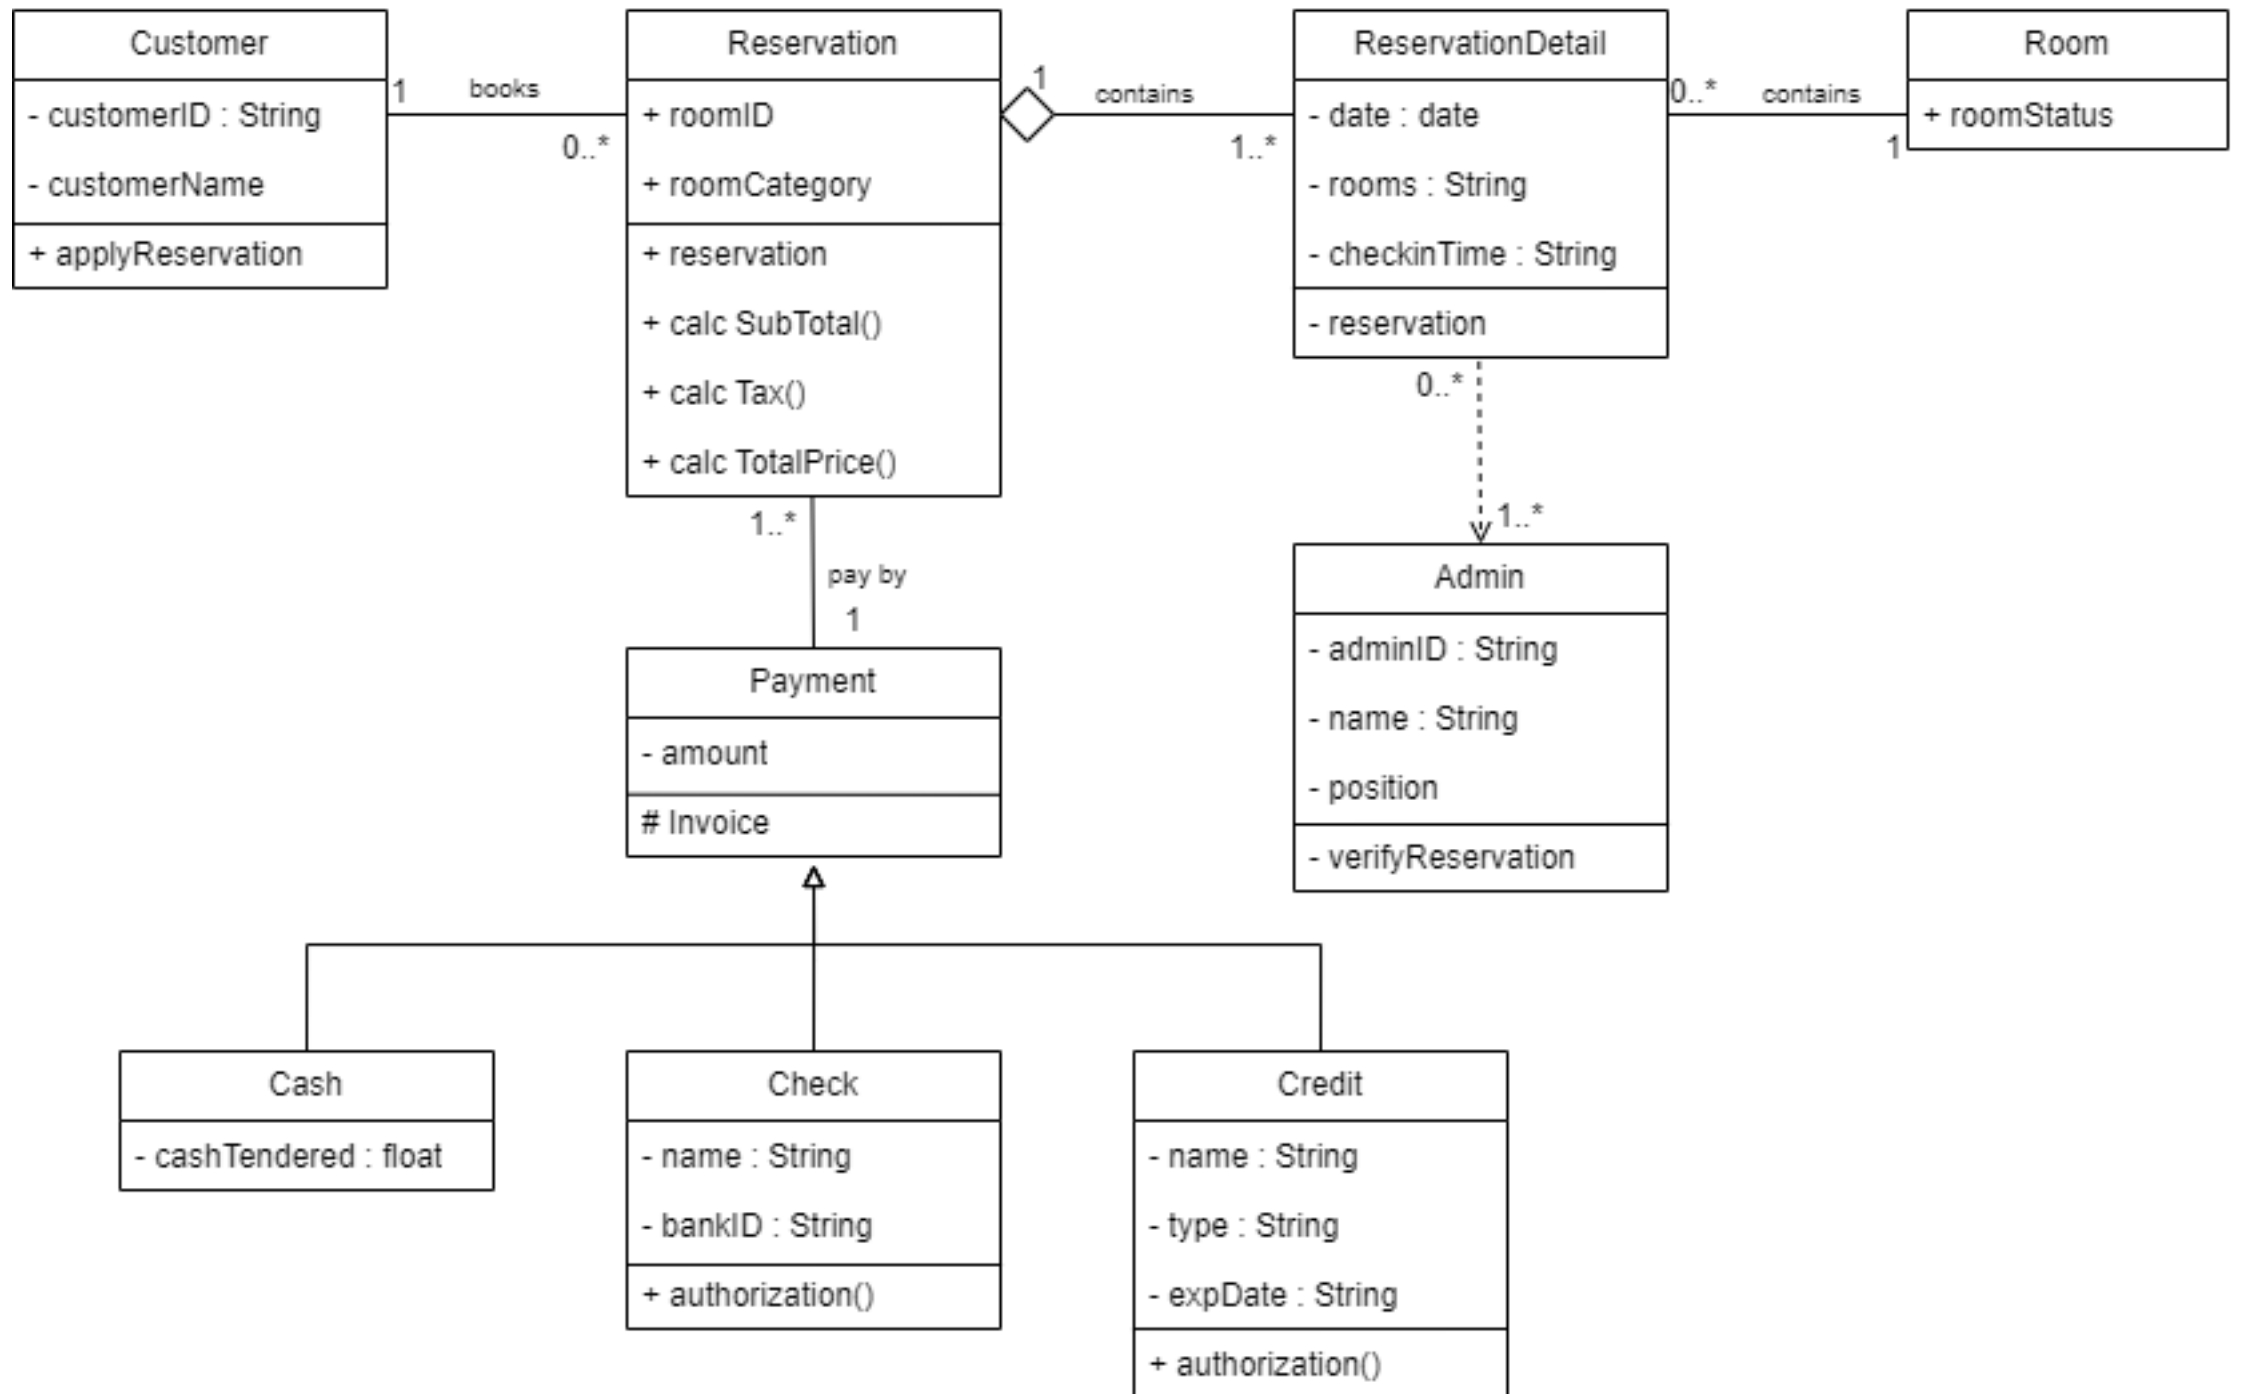 Customer
- customerID : String
- customerName
+ applyReservation
1
books
0..*
Reservation
+ roomID
+ roomCategory
+ reservation
+ calc SubTotal()
+ calc Tax()
+ calc TotalPrice()
1
contains
1..*
ReservationDetail
- date : date
- rooms : String
- checkinTime : String
- reservation
0..*
contains
1
Room
+ roomStatus
0..*
1..*
Admin
- adminID : String
- name : String
- position
- verifyReservation
1..*
pay by
1
Payment
- amount
# Invoice
Cash
- cashTendered : float
Check
- name : String
- bankID : String
+ authorization()
Credit
- name : String
- type : String
- expDate : String
+ authorization()